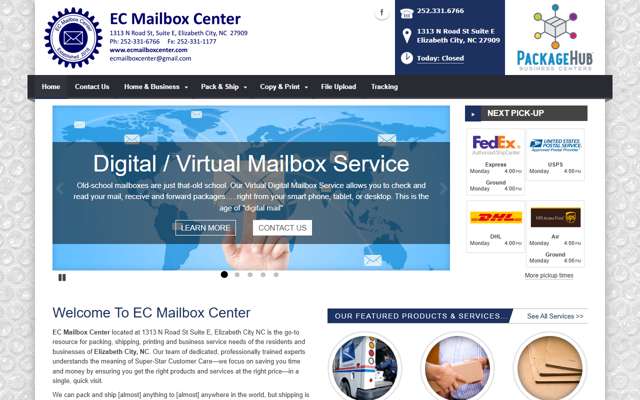 EC Mailbox Center
1313 N Road St, Suite E, Elizabeth City, NC  27909
Ph: 252-331-6766     Fx: 252-331-1177
www.ecmailboxcenter.com
ecmailboxcenter@gmail.com
252.331.6766
1313 N Road St Suite E
Elizabeth City, NC 27909
Today: Closed
PACKAGEHUB
BUSINESS CENTERS
Home
Contact Us
Home & Business
Pack & Ship
Copy & Print
File Upload
Tracking
Digital / Virtual Mailbox Service
Old-school mailboxes are just that-old school. Our Virtual Digital Mailbox Service allows you to check and
read your mail, receive and forward packages.....right from your smart phone, tablet, or desktop. This is the
age of "digital mail"
LEARN MORE
CONTACT US
NEXT PICK-UP
FedEx
Authorized ShipCenter
Express
Monday 4:00 PM
Ground
Monday 4:00 PM
UNITED STATES
POSTAL SERVICE
Approved Postal Provider
USPS
Monday 4:00 PM
DHL
DHL
Monday 4:00 PM
Air
Monday 4:00 PM
Ground
Monday 4:00 PM
More pickup times
Welcome To EC Mailbox Center
EC Mailbox Center located at 1313 N Road St Suite E, Elizabeth City NC is the go-to
resource for packing, shipping, printing and business service needs of the residents and
businesses of Elizabeth City, NC. Our team of dedicated, professionally trained experts
understands the meaning of Super-Star Customer Care—we focus on saving you time
and money by ensuring you get the right products and services at the right price—in a
single, quick visit.
We can pack and ship [almost] anything to [almost] anywhere in the world, but shipping is
OUR FEATURED PRODUCTS & SERVICES...
See All Services >>